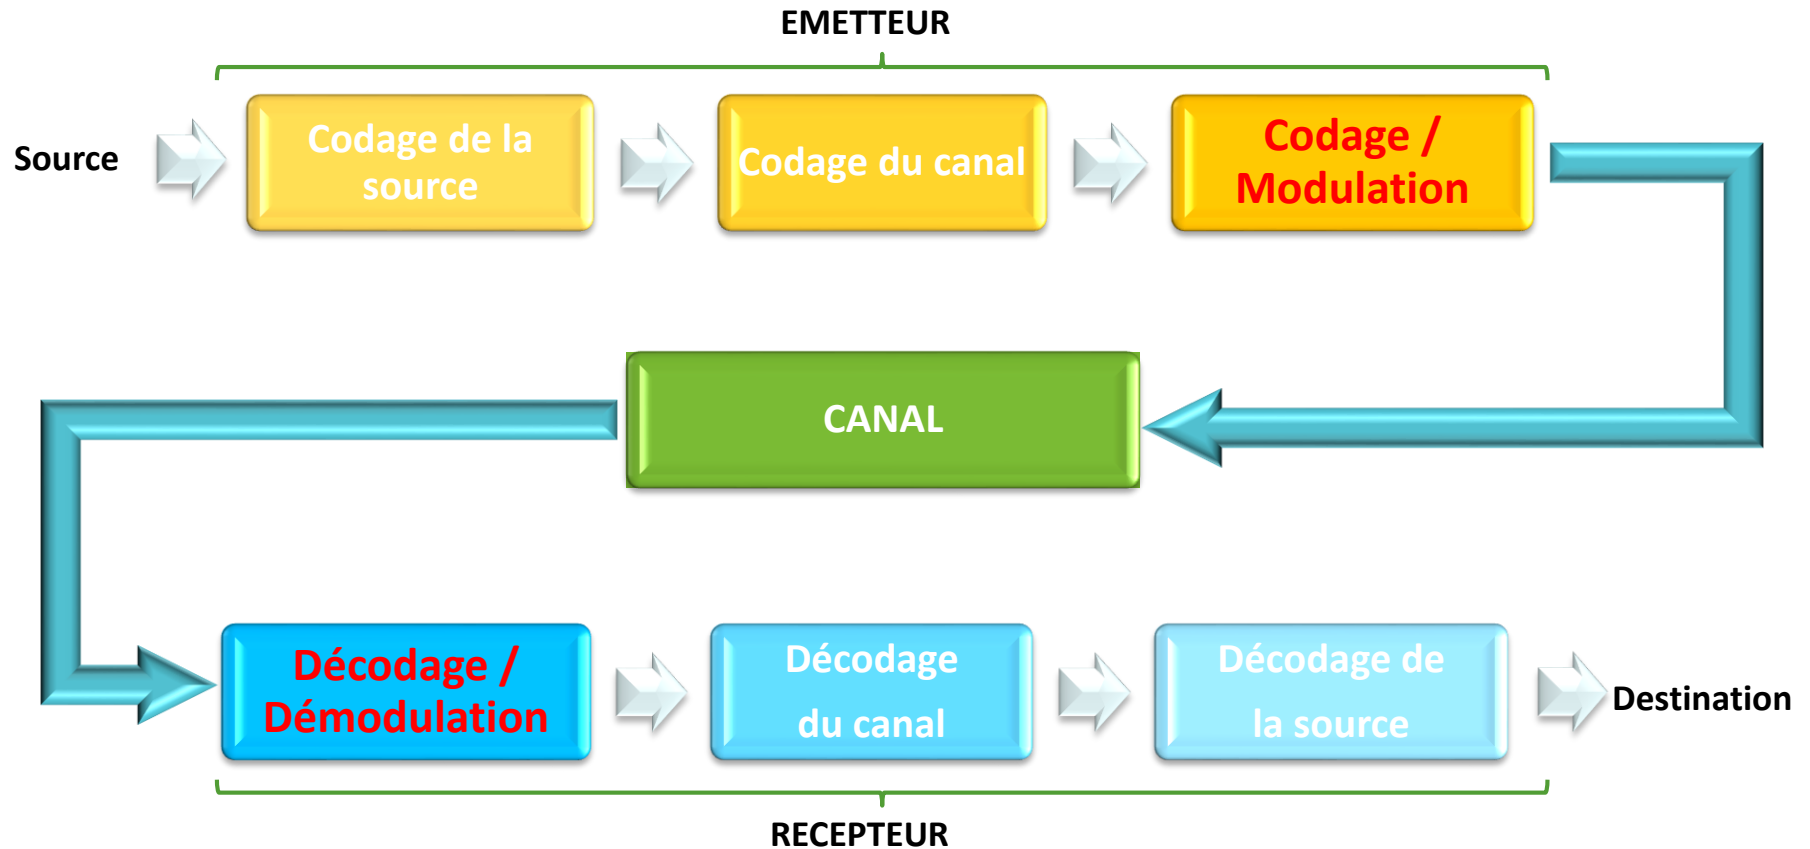 EMETTEUR
Source
Codage de la
source
Codage du canal
Codage /
Modulation
CANAL
Décodage /
Démodulation
Décodage
du canal
Décodage de
la source
Destination
RECEPTEUR